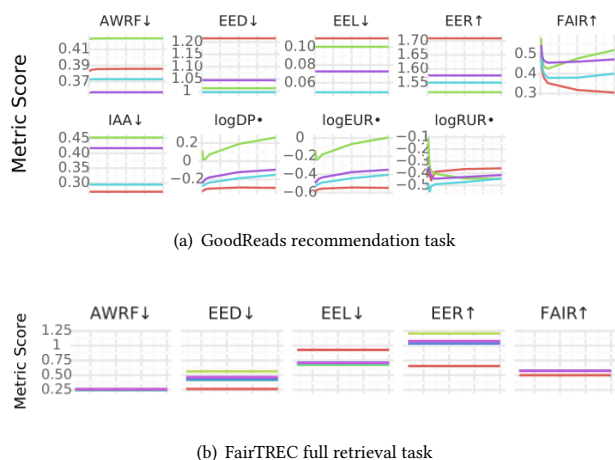 AWRF↓ EED↓ EEL↓ EER↑ FAIR↑
0.41 0.39 0.37
1.20 1.15 1.10 1.05 1
0.10 0.08 0.06
1.70 1.65 1.60 1.55
0.5 0.4 0.3
Metric Score
IAA↓ logDP• logEUR• logRUR•
0.45 0.40 0.35 0.30
0.2 0 −0.2
0 −0.2 −0.4 −0.6
−0.1 −0.2 −0.3 −0.4 −0.5
(a) GoodReads recommendation task
AWRF↓ EED↓ EEL↓ EER↑ FAIR↑
Metric Score
1.25
1.00
0.75
0.50
0.25
(b) FairTREC full retrieval task